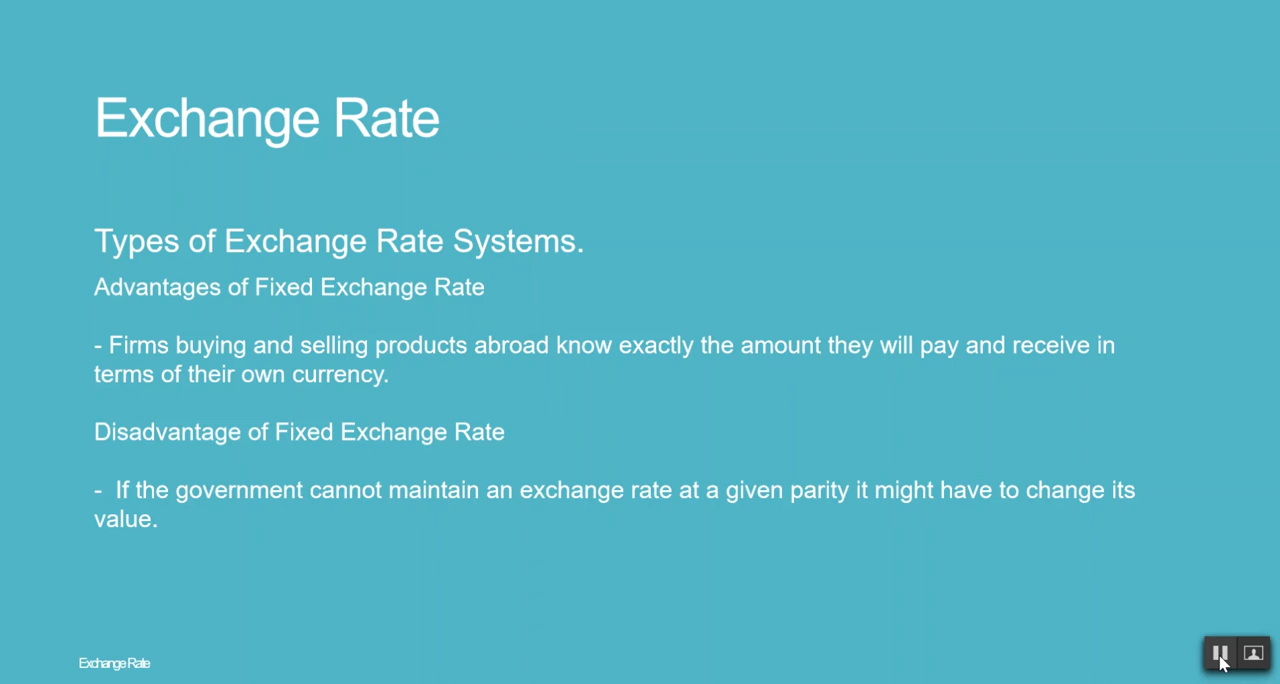 Exchange Rate
Types of Exchange Rate Systems.
Advantages of Fixed Exchange Rate
- Firms buying and selling products abroad know exactly the amount they will pay and receive in
terms of their own currency.
Disadvantage of Fixed Exchange Rate
- If the government cannot maintain an exchange rate at a given parity it might have to change its
value.
Exchange Rate